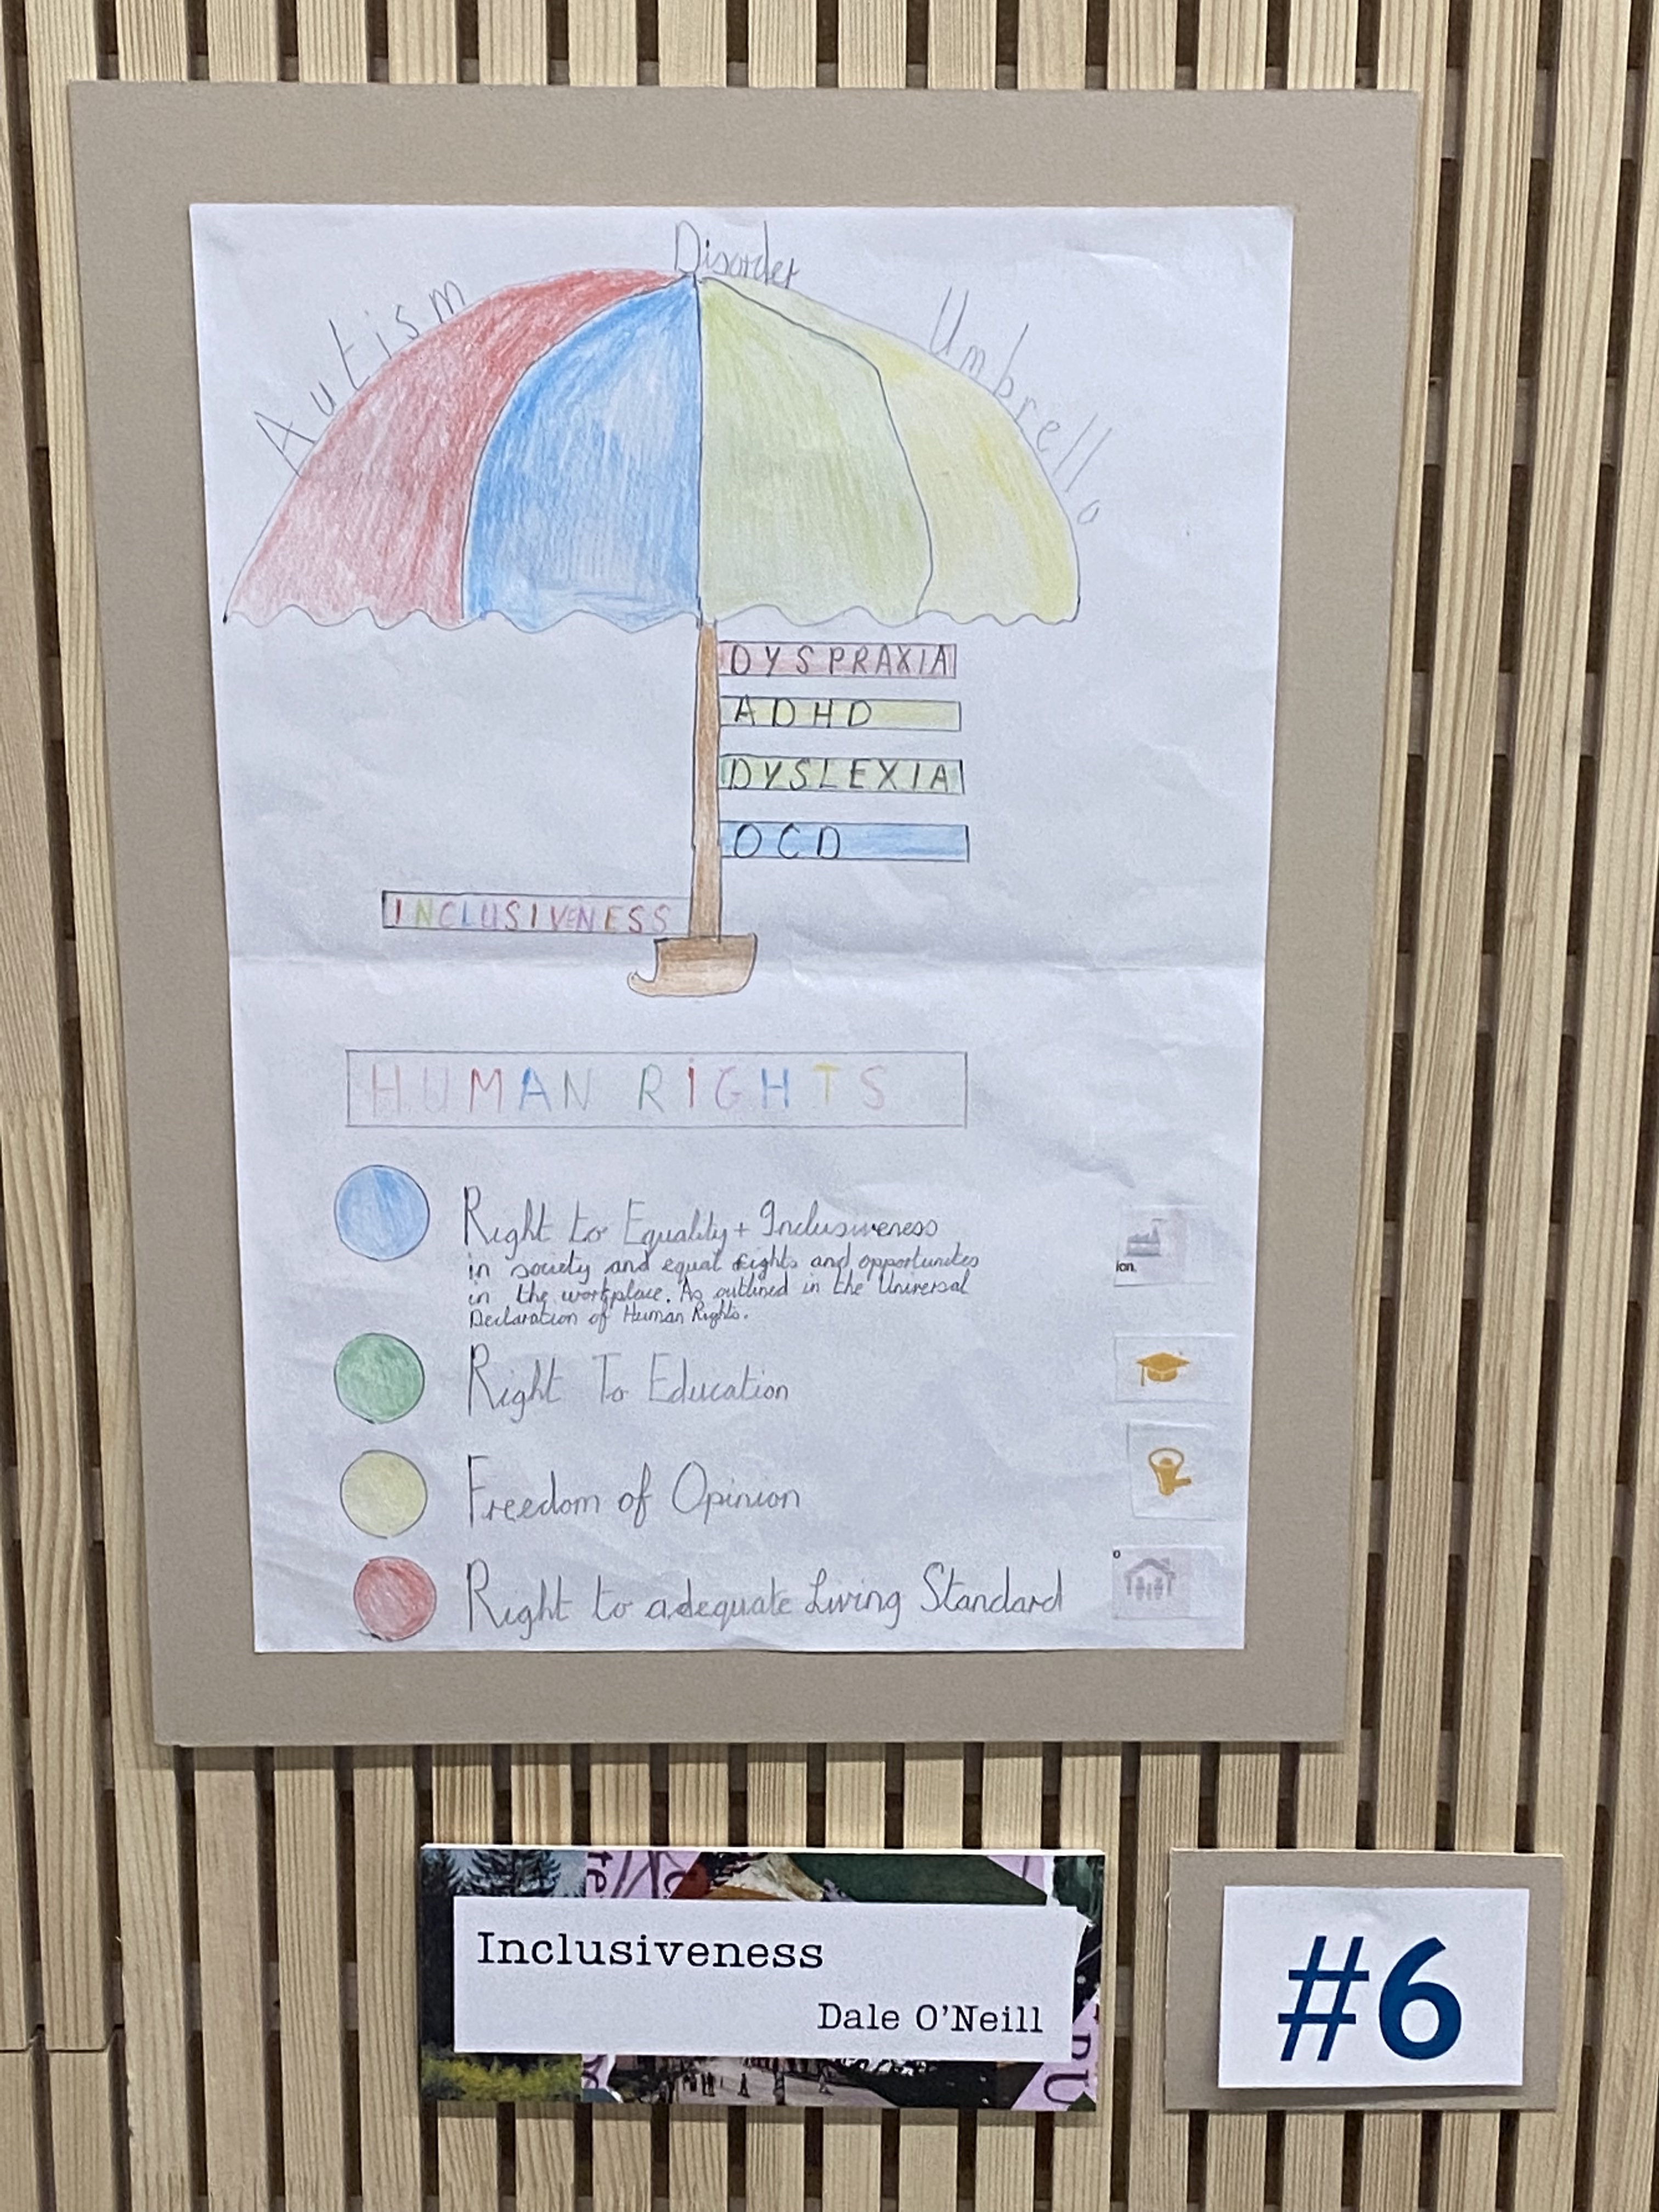 Autism Disorder Umbrella
DYSPRAXIA
ADHD
DYSLEXIA
OCD
INCLUSIVENESS
HUMAN RIGHTS
Right to Equality + Inclusiveness
in society and equal rights and opportunites
in the workplace. As outlined in the Universal
Declaration of Human Rights.
ion.
Right To Education
Freedom of Opinion
Right to adequate Living Standard
Inclusiveness
Dale O'Neill
#6